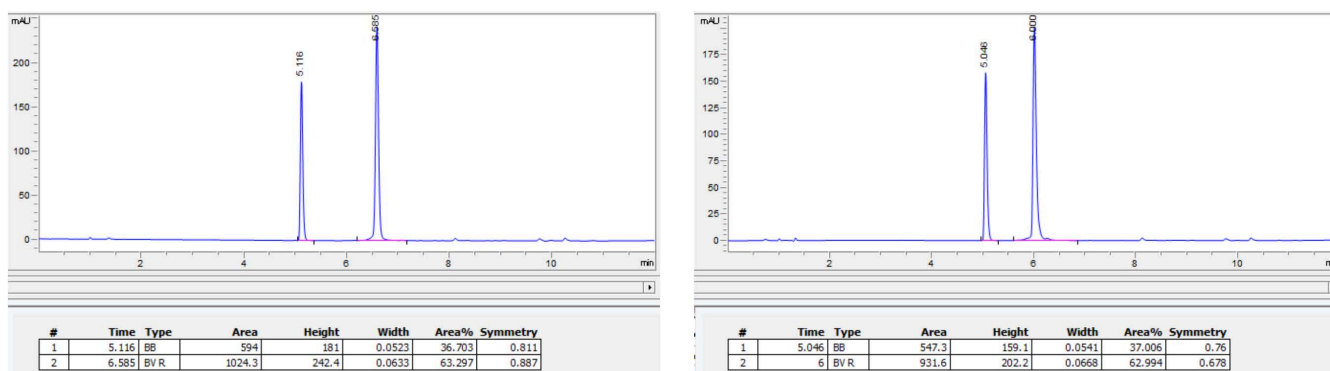 mAU
200
150
100
50
0
5.116
6.585
2 4 6 8 10 min
# Time Type Area Height Width Area% Symmetry
1 5.116 BB 594 181 0.0523 36.703 0.811
2 6.585 BV R 1024.3 242.4 0.0633 63.297 0.887
mAU
175
150
125
100
75
50
25
0
5.046
6.000
2 4 6 8 10
# Time Type Area Height Width Area% Symmetry
1 5.046 BB 547.3 159.1 0.0541 37.006 0.76
2 6 BV R 931.6 202.2 0.0668 62.994 0.678